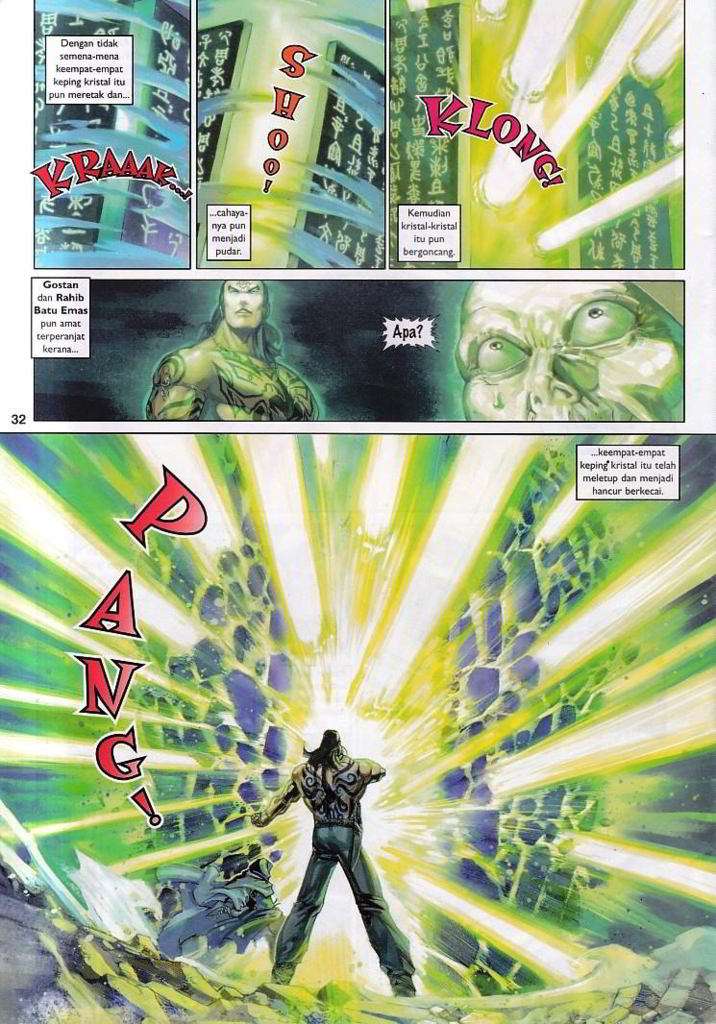 Dengan tidak
semena-mena
keempat-empat
keping kristal itu
pun meretak dan...
KRAAAK...!
SHOO!
...cahaya-
nya pun
menjadi
pudar.
KLONG!
Kemudian
kristal-kristal
itu pun
bergoncang.
Gostan
dan Rahib
Batu Emas
pun amat
terperanjat
kerana...
Apa?
32
...keempat-empat
keping kristal itu telah
meletup dan menjadi
hancur berkecai.
PANG!